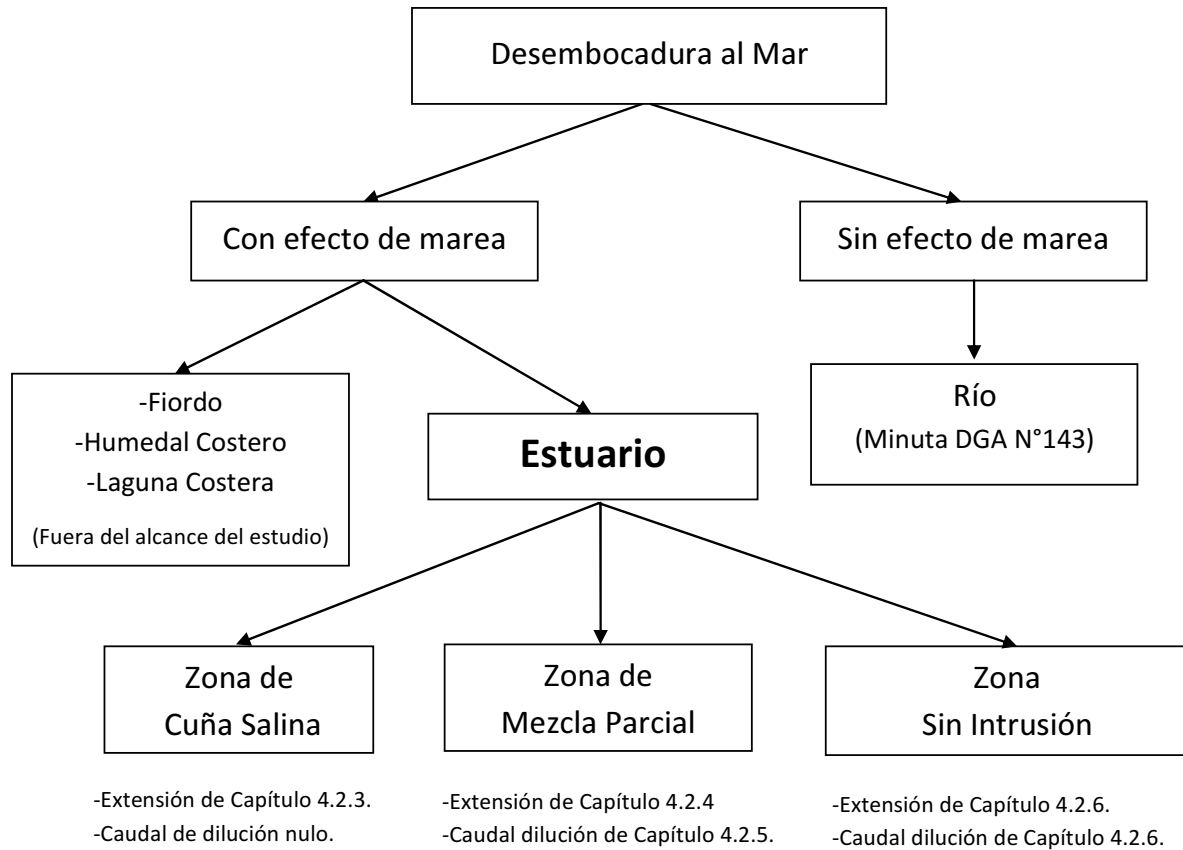 Desembocadura al Mar
Con efecto de marea
Sin efecto de marea
-Fiordo
-Humedal Costero
-Laguna Costera
(Fuera del alcance del estudio)
Estuario
Río
(Minuta DGA N°143)
Zona de
Cuña Salina
Zona de
Mezcla Parcial
Zona
Sin Intrusión
-Extensión de Capítulo 4.2.3.
-Caudal de dilución nulo.
-Extensión de Capítulo 4.2.4
-Caudal dilución de Capítulo 4.2.5.
-Extensión de Capítulo 4.2.6.
-Caudal dilución de Capítulo 4.2.6.